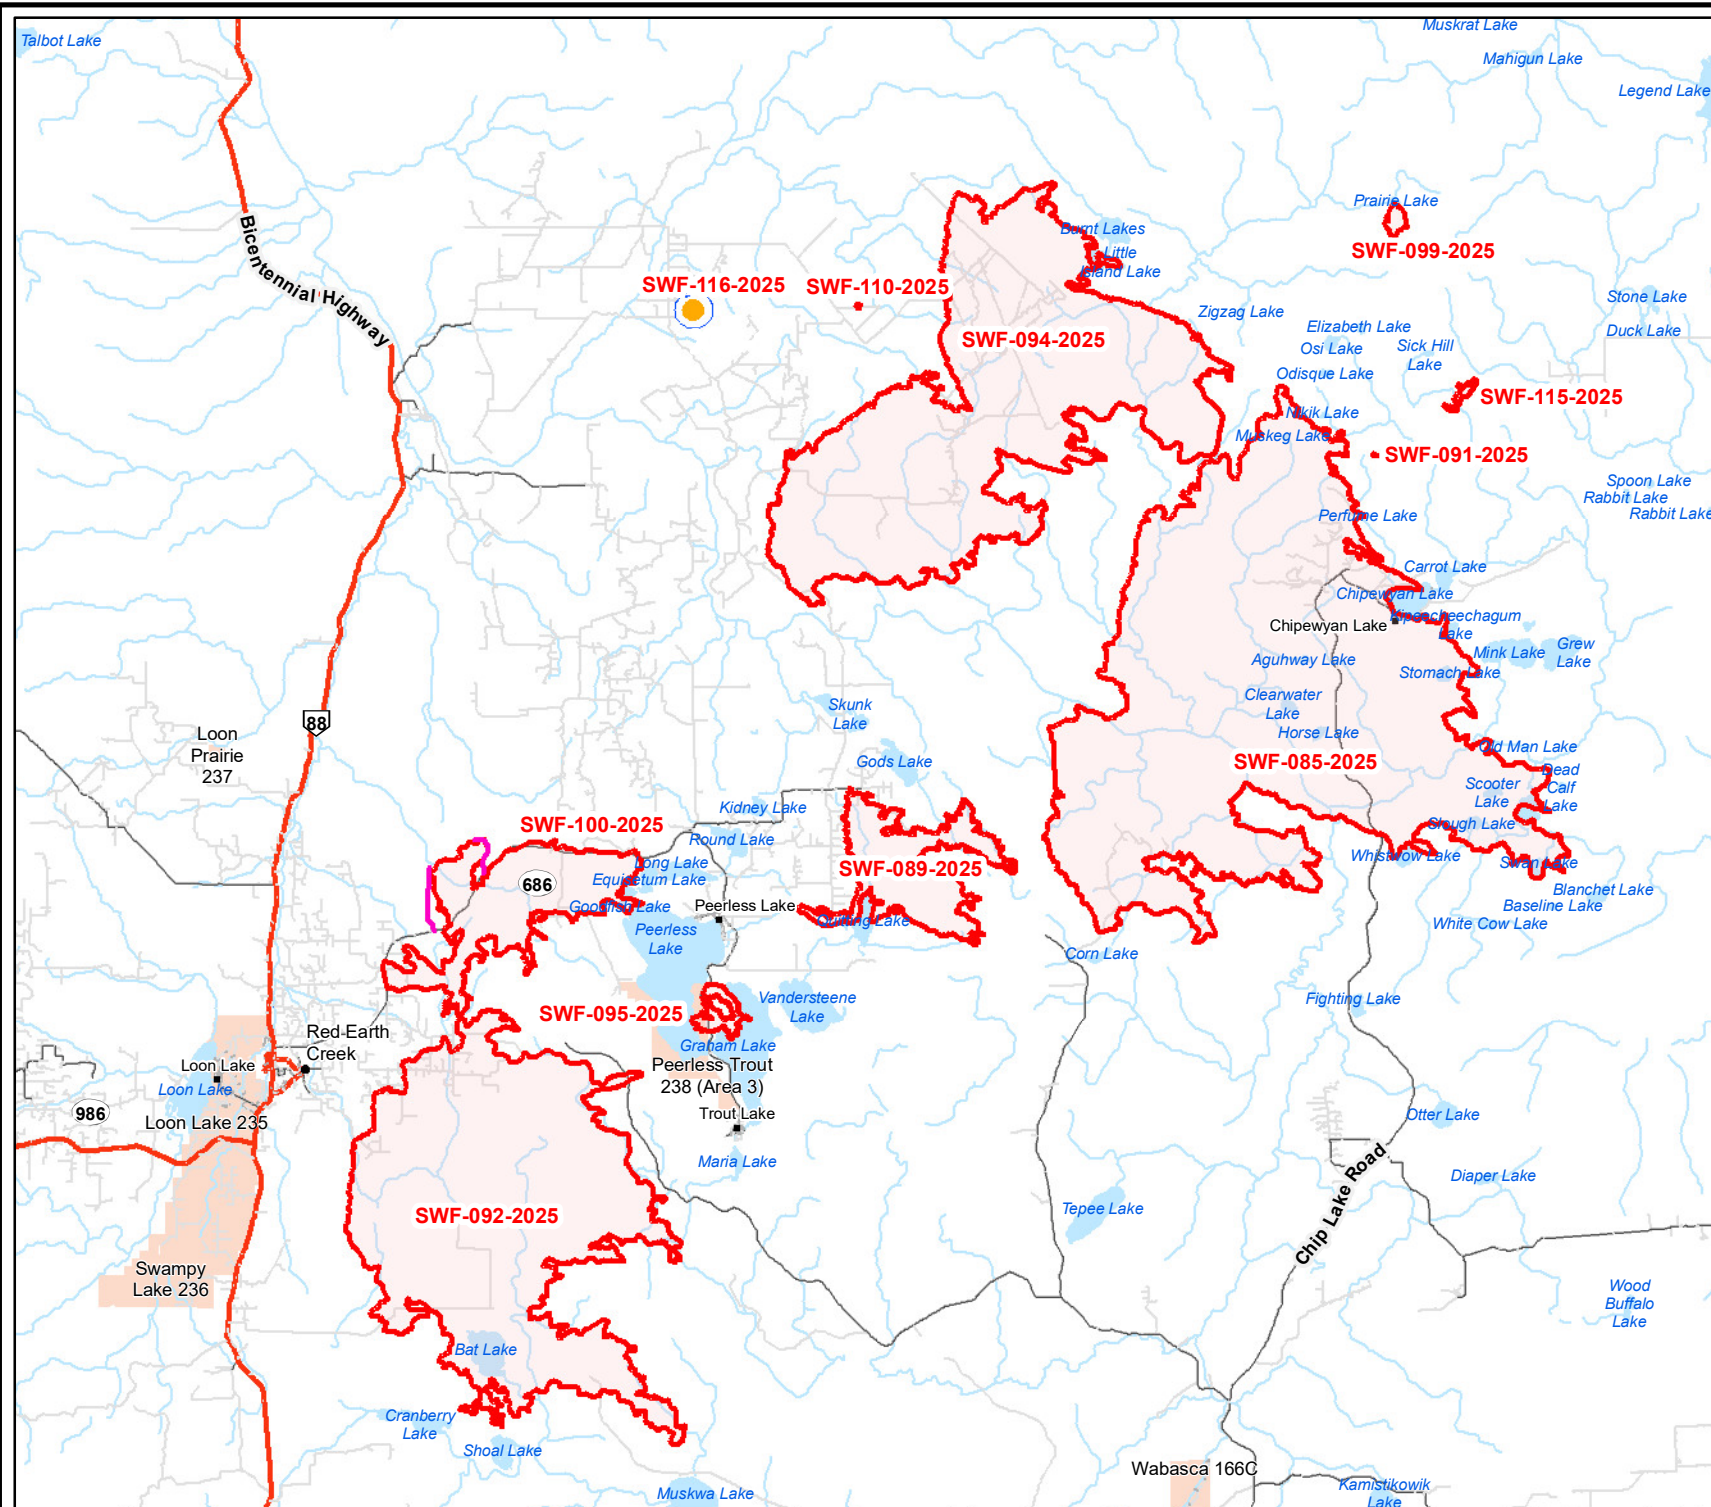 Muskrat Lake
Talbot Lake
Mahigun Lake
Legend Lake
Prairie Lake
Bicentennial Highway
Burnt Lakes
SWF-099-2025
Little
Island Lake
SWF-116-2025
SWF-110-2025
Stone Lake
Zigzag Lake
Elizabeth Lake
Duck Lake
SWF-094-2025
Osi Lake
Sick Hill
Lake
Odisque Lake
SWF-115-2025
Nikik Lake
Muskeg Lake
SWF-091-2025
Spoon Lake
Rabbit Lake
Rabbit Lake
Perfume Lake
Carrot Lake
Chipewyan Lake
Kipeecheechagum
Lake
Chipewyan Lake
Mink Lake
Grew
Lake
Aguhway Lake
Stomach Lake
Clearwater
Lake
Skunk
Lake
88
Loon
Prairie
237
Horse Lake
Old Man Lake
Gods Lake
SWF-085-2025
Dead
Calf
Lake
Scooter
Lake
Kidney Lake
SWF-100-2025
Slough Lake
Round Lake
Long Lake
SWF-089-2025
Whistwow Lake
Swan Lake
686
Equisetum Lake
Blanchet Lake
Goodfish Lake
Peerless Lake
Baseline Lake
Quitting Lake
White Cow Lake
Peerless
Lake
Corn Lake
Vandersteene
Lake
Fighting Lake
SWF-095-2025
Red Earth
Creek
Graham Lake
Loon Lake
Peerless Trout
238 (Area 3)
Loon Lake
986
Loon Lake 235
Trout Lake
Otter Lake
Maria Lake
Diaper Lake
Chip Lake Road
SWF-092-2025
Tepee Lake
Swampy
Lake 236
Wood
Buffalo
Lake
Bat Lake
Cranberry
Lake
Shoal Lake
Wabasca 166C
Muskwa Lake
Kamistikowik
Lake